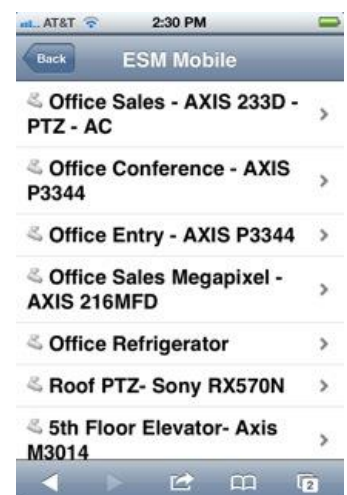 AT&T 2:30 PM
Back ESM Mobile
Office Sales - AXIS 233D -
PTZ - AC
Office Conference - AXIS
P3344
Office Entry - AXIS P3344
Office Sales Megapixel -
AXIS 216MFD
Office Refrigerator
Roof PTZ- Sony RX570N
5th Floor Elevator- Axis
M3014
2